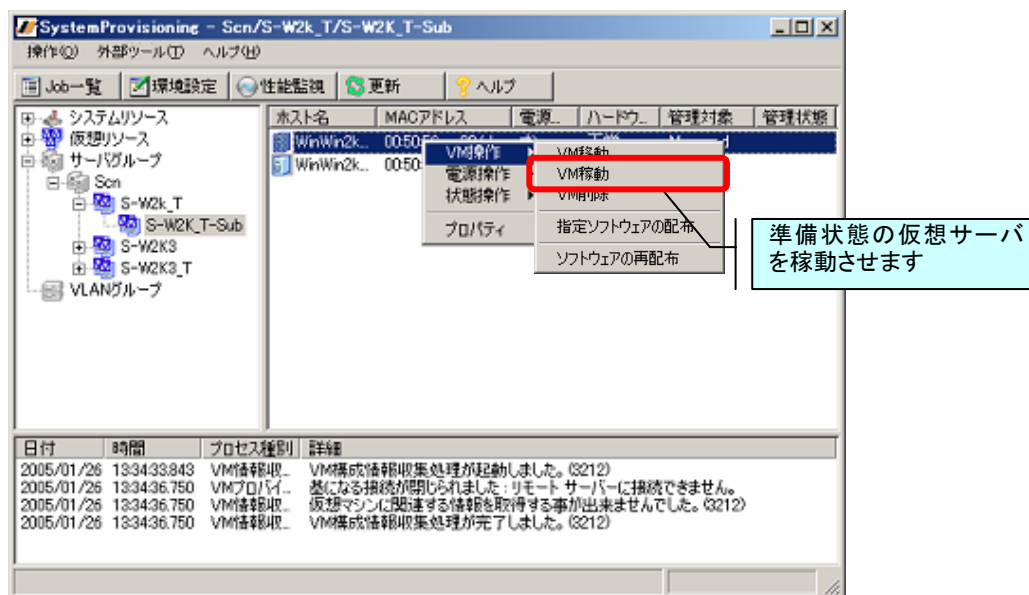 SystemProvisioning - Scn/S-W2k_T/S-W2K_T-Sub
操作(O) 外部ツール(T) ヘルプ(H)
Job一覧 環境設定 性能監視 更新 ヘルプ
システムリソース
仮想リソース
サーバグループ
Scn
S-W2k_T
S-W2K_T-Sub
S-W2K3
S-W2K3_T
VLANグループ
ホスト名 MACアドレス 電源... ハードウ... 管理対象 管理状態
WinWin2k... 00:50:56 正常
WinWin2k... 00:50:
VM操作
電源操作
状態操作
プロパティ
VM移動
VM稼動
VM削除
指定ソフトウェアの配布
ソフトウェアの再配布
準備状態の仮想サーバ
を稼動させます
日付 時間 プロセス種別 詳細
2005/01/26 13:34:33.843 VM情報収... VM構成情報収集処理が起動しました。(3212)
2005/01/26 13:34:36.750 VMプロバイ... 基になる接続が閉じられました : リモート サーバーに接続できません。
2005/01/26 13:34:36.750 VM情報収... 仮想マシンに関連する情報を取得する事が出来ませんでした。(3212)
2005/01/26 13:34:36.750 VM情報収... VM構成情報収集処理が完了しました。(3212)